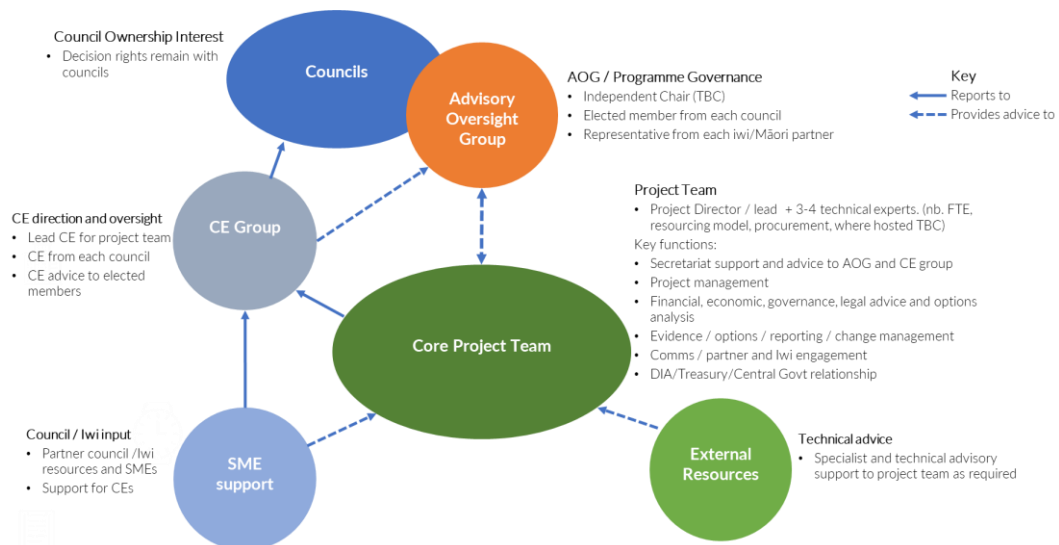 Council Ownership Interest
• Decision rights remain with
councils
Councils
Advisory
Oversight
Group
AOG / Programme Governance
• Independent Chair (TBC)
• Elected member from each council
• Representative from each iwi/Māori partner
Key
Reports to
Provides advice to
CE direction and oversight
• Lead CE for project team
• CE from each council
• CE advice to elected
members
CE Group
Project Team
• Project Director / lead + 3-4 technical experts. (nb. FTE,
resourcing model, procurement, where hosted TBC)
Key functions:
• Secretariat support and advice to AOG and CE group
• Project management
• Financial, economic, governance, legal advice and options
analysis
• Evidence / options / reporting / change management
• Comms / partner and Iwi engagement
• DIA/Treasury/Central Govt relationship
Core Project Team
Council / Iwi input
• Partner council /Iwi
resources and SMEs
• Support for CEs
SME
support
External
Resources
Technical advice
• Specialist and technical advisory
support to project team as required